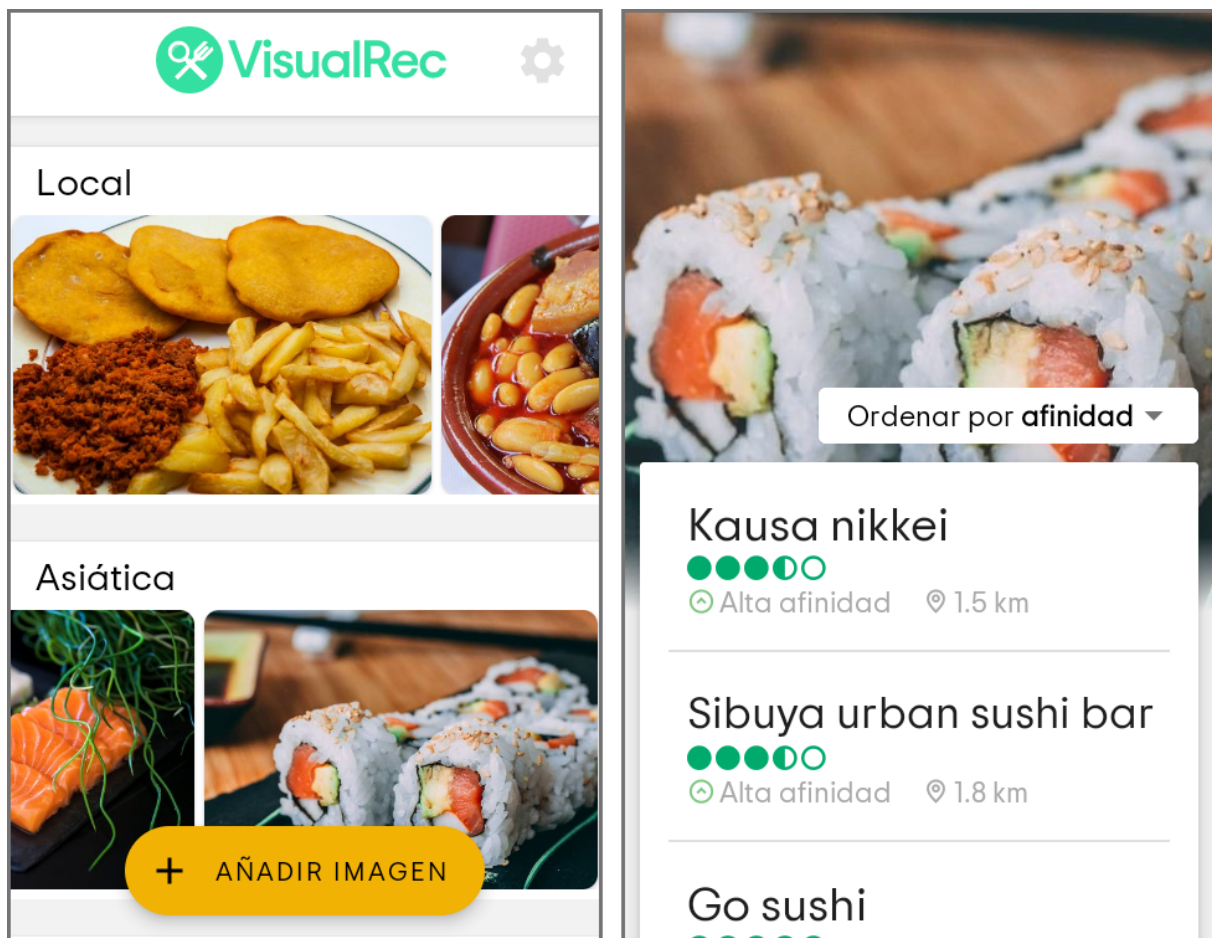 VisualRec
Local
Asiática
AÑADIR IMAGEN
Ordenar por afinidad
Kausa nikkei
Alta afinidad 1.5 km
Sibuya urban sushi bar
Alta afinidad 1.8 km
Go sushi